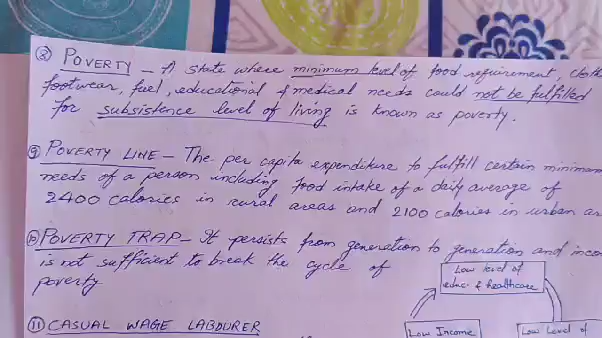 ⑧ POVERTY – A state where minimum level of food requirement, cloth
footwear, fuel, educational & medical needs could not be fulfilled
for subsistence level of living is known as poverty.
⑨ POVERTY LINE – The per capita expenditure to fulfill certain minimum
needs of a person including food intake of a daily average of
2400 calories in rural areas and 2100 calories in urban ar
⑩ POVERTY TRAP – It persists from generation to generation and inco
is not sufficient to break the cycle of
poverty
Low level of
educ. & healthcare
⑪ CASUAL WAGE LABOURER
Low Income
Low Level of